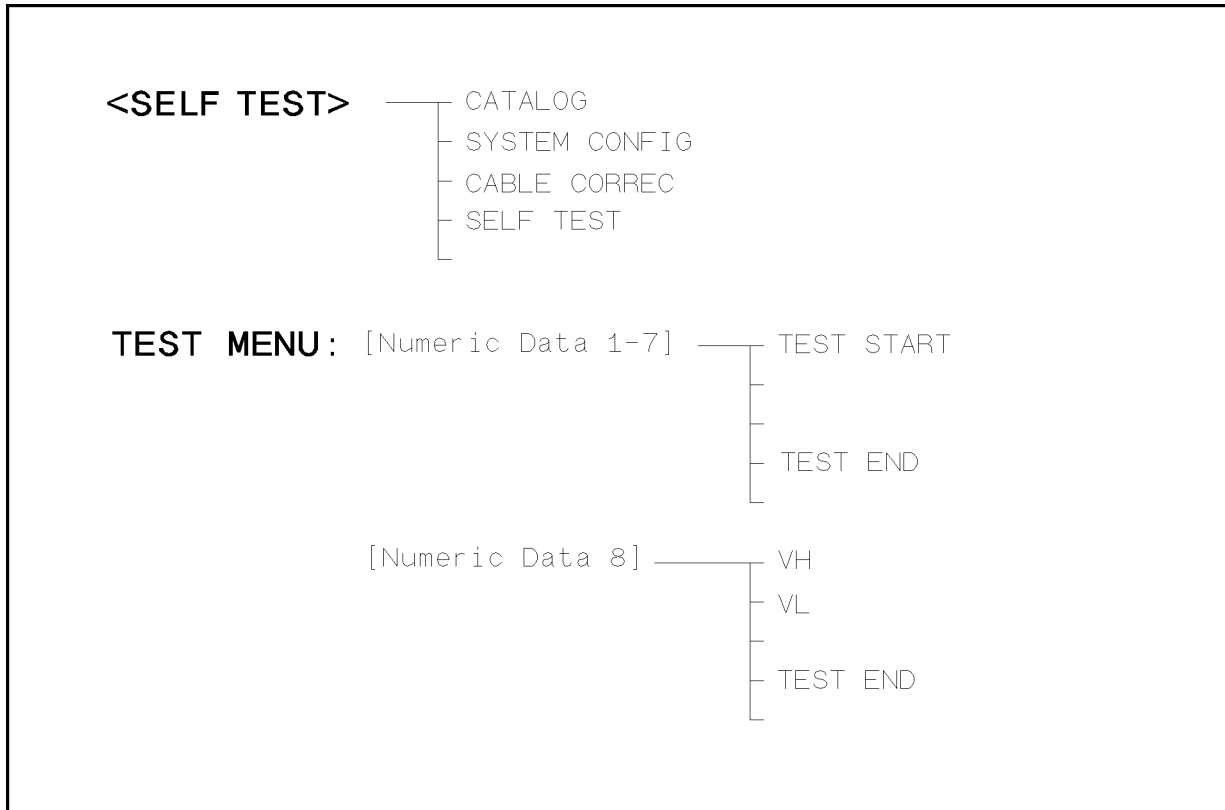 <SELF TEST> CATALOG
SYSTEM CONFIG
CABLE CORREC
SELF TEST
TEST MENU: [Numeric Data 1-7] TEST START
TEST END
[Numeric Data 8] VH
VL
TEST END